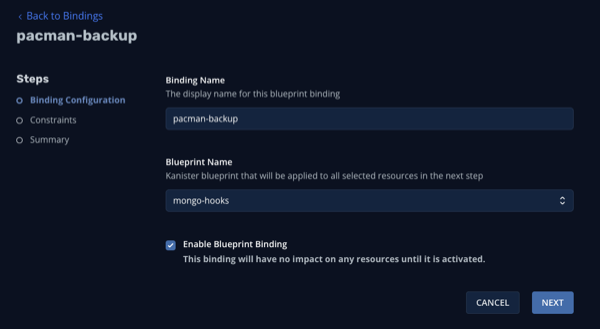 ‹ Back to Bindings
pacman-backup
Steps
Binding Configuration
Constraints
Summary
Binding Name
The display name for this blueprint binding
pacman-backup
Blueprint Name
Kanister blueprint that will be applied to all selected resources in the next step
mongo-hooks
Enable Blueprint Binding
This binding will have no impact on any resources until it is activated.
CANCEL
NEXT